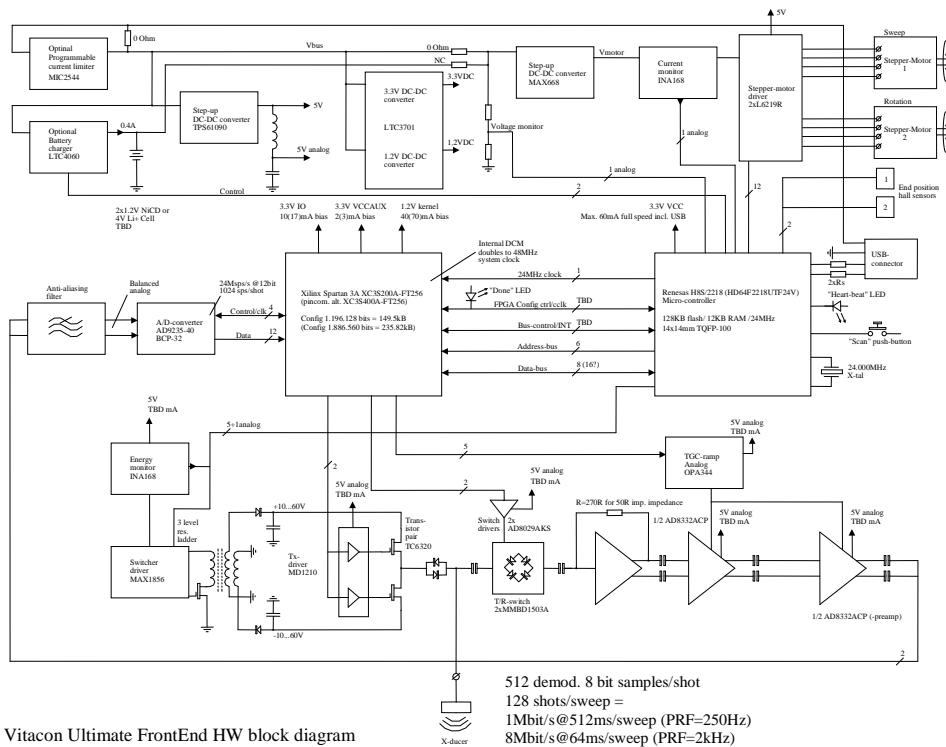 0 Ohm
Optinal
Programmable
current limiter
MIC2544
Vbus
0 Ohm
NC
Step-up
DC-DC converter
MAX668
Vmotor
Current
monitor
INA168
5V
Stepper-motor
driver
2xL6219R
Sweep
Stepper-Motor
1
Rotation
Stepper-Motor
2
Optional
Battery
charger
LTC4060
0.4A
Step-up
DC-DC converter
TPS61090
5V
5V analog
3.3V DC-DC
converter
LTC3701
1.2V DC-DC
converter
3.3VDC
1.2VDC
Voltage monitor
1 analog
1 analog
Control
2
12
2
1
2
End position
hall sensors
2x1.2V NiCD or
4V Li+ Cell
TBD
3.3V IO
10(17)mA bias
3.3V VCCAUX
2(3)mA bias
1.2V kernel
40(70)mA bias
3.3V VCC
Max. 60mA full speed incl. USB
Internal DCM
doubles to 48MHz
system clock
USB-
connector
2xRs
Anti-aliasing
filter
Balanced
analog
24Msps/s @12bit
1024 sps/shot
A/D-converter
AD9235-40
BCP-32
Control/clk
4
Data
12
Xilinx Spartan 3A XC3S200A-FT256
(pincom. alt. XC3S400A-FT256)
Config 1.196.128 bits = 149.5kB
(Config 1.886.560 bits = 235.82kB)
24MHz clock
1
"Done" LED
FPGA Config ctrl/cclk
TBD
Bus-control/INT
TBD
Address-bus
6
Data-bus
8 (16?)
Renesas H8S/2218 (HD64F2218UTF24V)
Micro-controller
128KB flash/ 12KB RAM /24MHz
14x14mm TQFP-100
"Heart-beat" LED
"Scan" push-button
24.000MHz
X-tal
5V
TBD mA
5+1analog
Energy
monitor
INA168
2
5
2
TGC-ramp
Analog
OPA344
5V analog
TBD mA
3 level
res.
ladder
Switcher
driver
MAX1856
+10...60V
-10...60V
Tx-
driver
MD1210
5V analog
TBD mA
Trans-
istor
pair
TC6320
Switch
drivers
2x
AD8029AKS
5V analog
TBD mA
T/R-switch
2xMMBD1503A
R=270R for 50R imp. impedance
1/2 AD8332ACP
5V analog
TBD mA
5V analog
TBD mA
1/2 AD8332ACP (-preamp)
2
X-ducer
512 demod. 8 bit samples/shot
128 shots/sweep =
1Mbit/s@512ms/sweep (PRF=250Hz)
8Mbit/s@64ms/sweep (PRF=2kHz)
Vitacon Ultimate FrontEnd HW block diagram